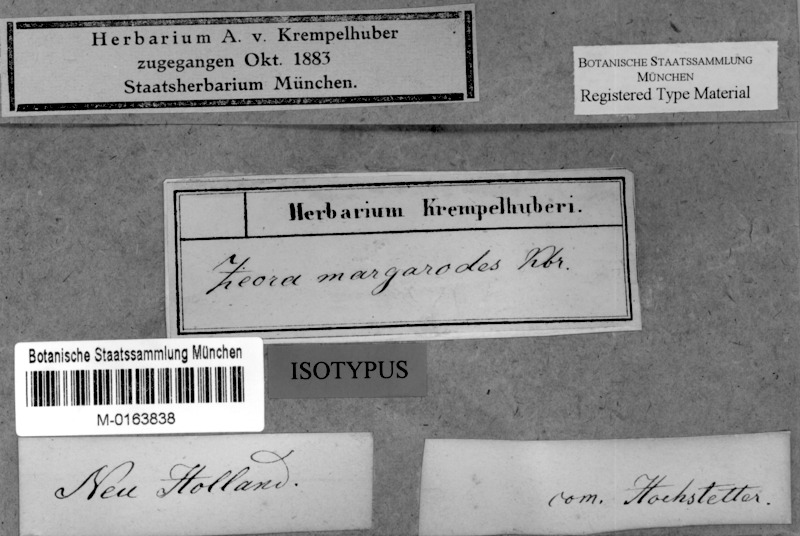 Herbarium A. v. Krempelhuber
zugegangen Okt. 1883
Staatsherbarium München.
BOTANISCHE STAATSSAMMLUNG
MÜNCHEN
Registered Type Material
Herbarium Krempelhuberi.
Zeora margarodes Kbr.
Botanische Staatssammlung München
M-0163838
ISOTYPUS
Neu Holland.
com. Hochstetter.